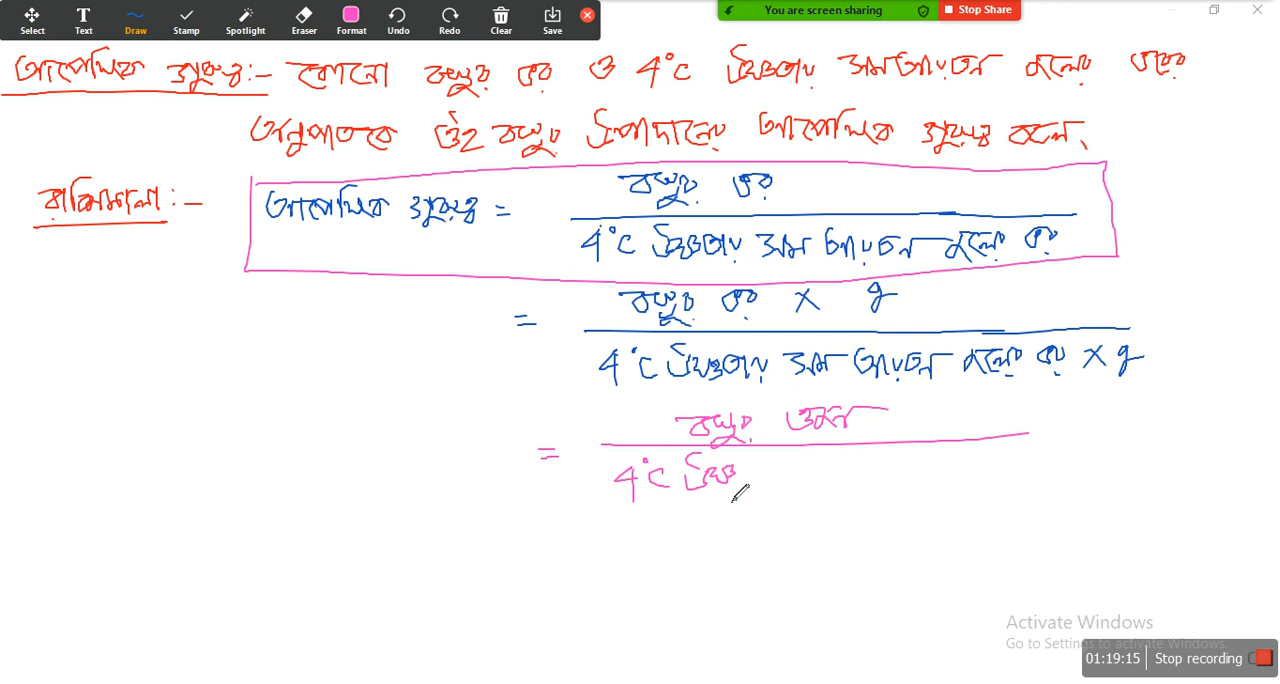 Select Text Draw Stamp Spotlight Eraser Format Undo Redo Clear Save
You are screen sharing Stop Share
আপেক্ষিক গুরুত্ব :- কোনো বস্তুর ভর ও 4°C উষ্ণতায় সমআয়তন জলের ভরের
অনুপাতকে ঐ বস্তুর উপাদানের আপেক্ষিক গুরুত্ব বলে।
রাশিমালা :-
আপেক্ষিক গুরুত্ব = বস্তুর ভর
4°C উষ্ণতায় সম আয়তন জলের ভর
= বস্তুর ভর × g
4°C উষ্ণতায় সম আয়তন জলের ভর × g
= বস্তুর ওজন
4°C উষ্ণ
Activate Windows
Go to Settings to activate Windows.
01:19:15 Stop recording